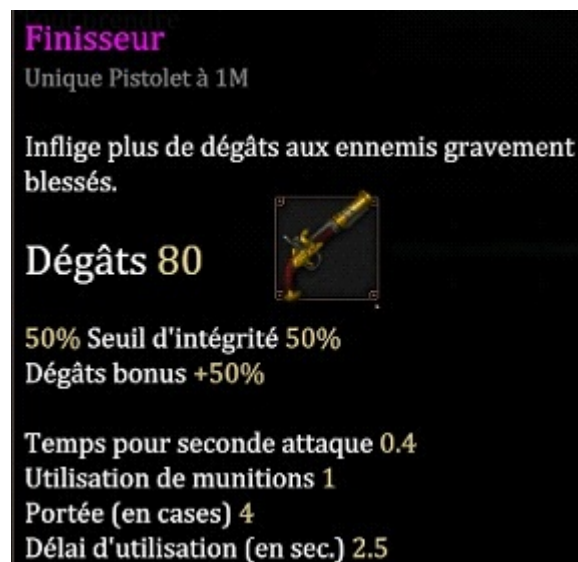 Finisseur
Unique Pistolet à 1M
Inflige plus de dégâts aux ennemis gravement
blessés.
Dégâts 80
50% Seuil d'intégrité 50%
Dégâts bonus +50%
Temps pour seconde attaque 0.4
Utilisation de munitions 1
Portée (en cases) 4
Délai d'utilisation (en sec.) 2.5